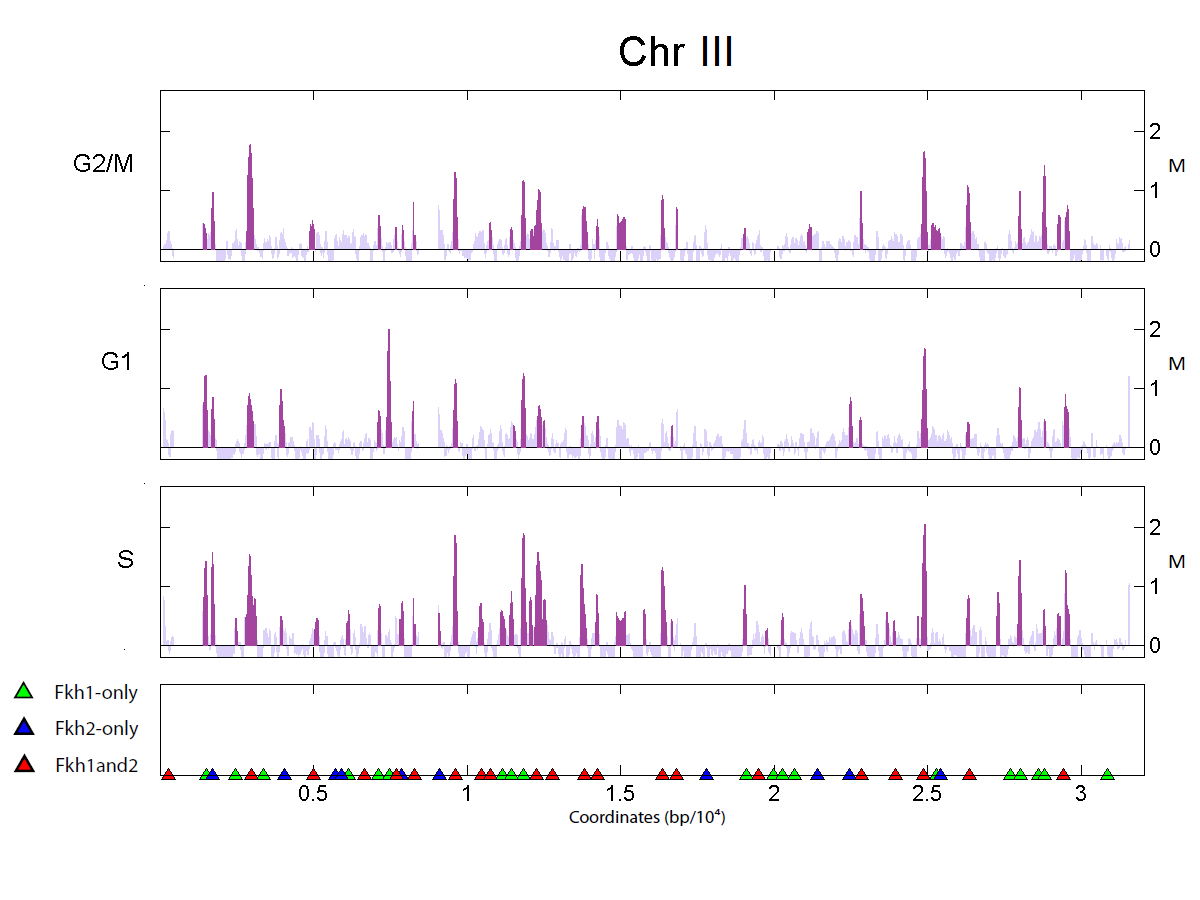 Chr III
G2/M
2
1
0
M
G1
2
1
0
M
S
2
1
0
M
Fkh1-only
Fkh2-only
Fkh1and2
0.5 1 1.5 2 2.5 3
Coordinates (bp/10⁴)